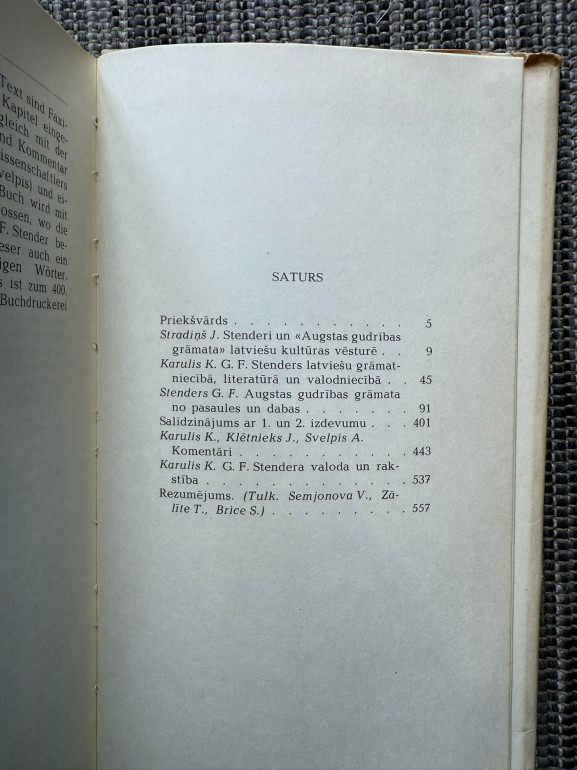 Text sind Faxi-
Kapitel einge-
gleich mit der
nd Kommentar
issenschaftlers
velpis) und ei-
Buch wird mit
ossen, wo die
F. Stender be-
eser auch ein
igen Wörter.
s ist zum 400.
Buchdruckerei
SATURS
Priekšvārds . . . . . . . . . . . 5
Stradiņš J. Stenderi un «Augstas gudrības
grāmata» latviešu kultūras vēsturē . . 9
Karulis K. G. F. Stenders latviešu grāmat-
niecībā, literatūrā un valodniecībā . . 45
Stenders G. F. Augstas gudrības grāmata
no pasaules un dabas . . . . . . . 91
Salīdzinājums ar 1. un 2. izdevumu . . . 401
Karulis K., Klētnieks J., Svelpis A.
Komentāri . . . . . . . . . . 443
Karulis K. G. F. Stendera valoda un rak-
stība . . . . . . . . . . . . 537
Rezumējums. (Tulk. Semjonova V., Zā-
līte T., Brice S.) . . . . . . . . . . 557